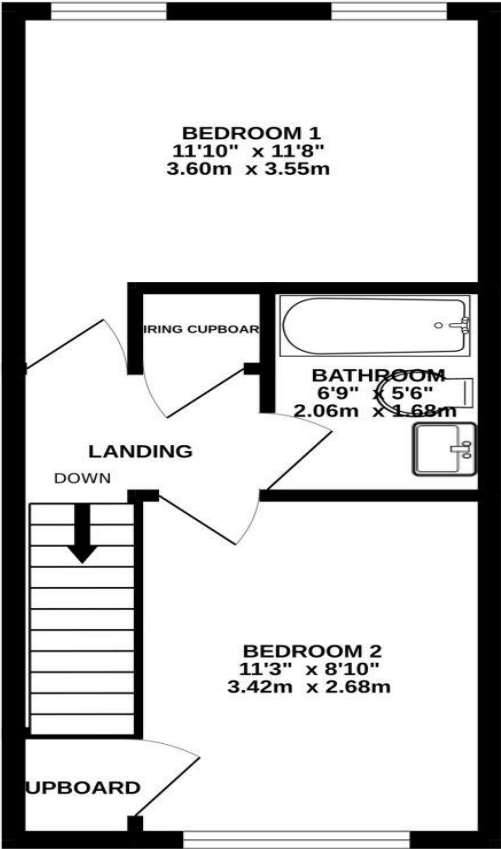 BEDROOM 1
11'10" x 11'8"
3.60m x 3.55m
IRING CUPBOAR
BATHROOM
6'9" x 5'6"
2.06m x 1.68m
LANDING
DOWN
BEDROOM 2
11'3" x 8'10"
3.42m x 2.68m
UPBOARD